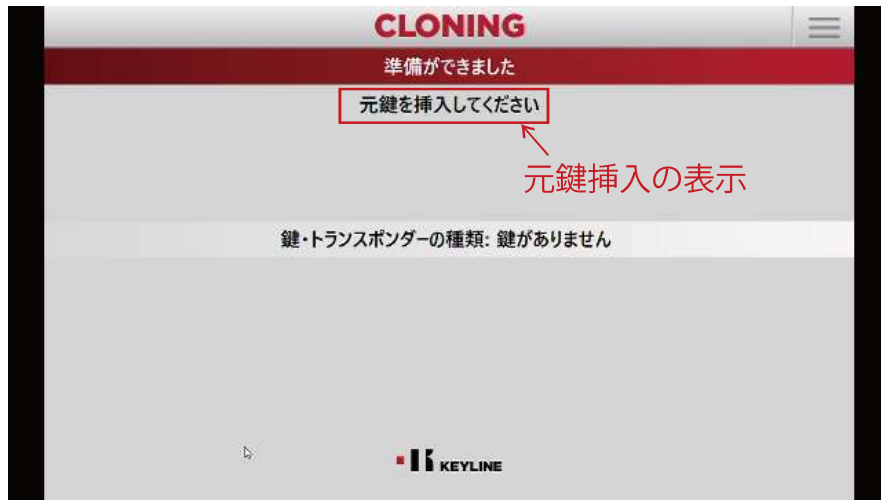 CLONING
準備ができました
元鍵を挿入してください
元鍵挿入の表示
鍵・トランスポンダーの種類: 鍵がありません
KEYLINE